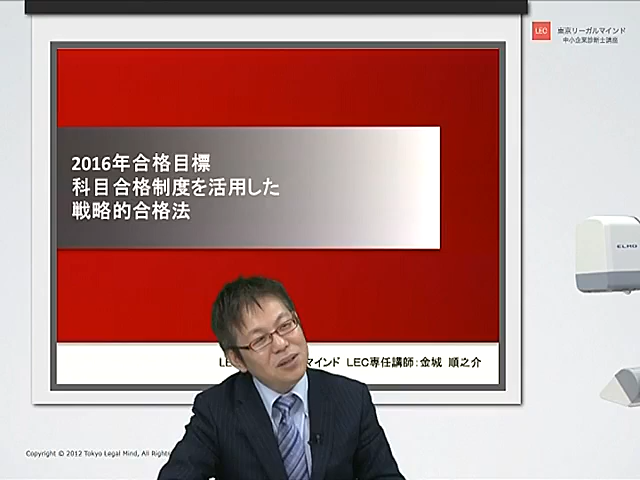 LEC 東京リーガルマインド
中小企業診断士講座
2016年合格目標
科目合格制度を活用した
戦略的合格法
ELMO
マインド LEC専任講師:金城 順之介
Copyright © 2012 Tokyo Legal Mind, All Rights